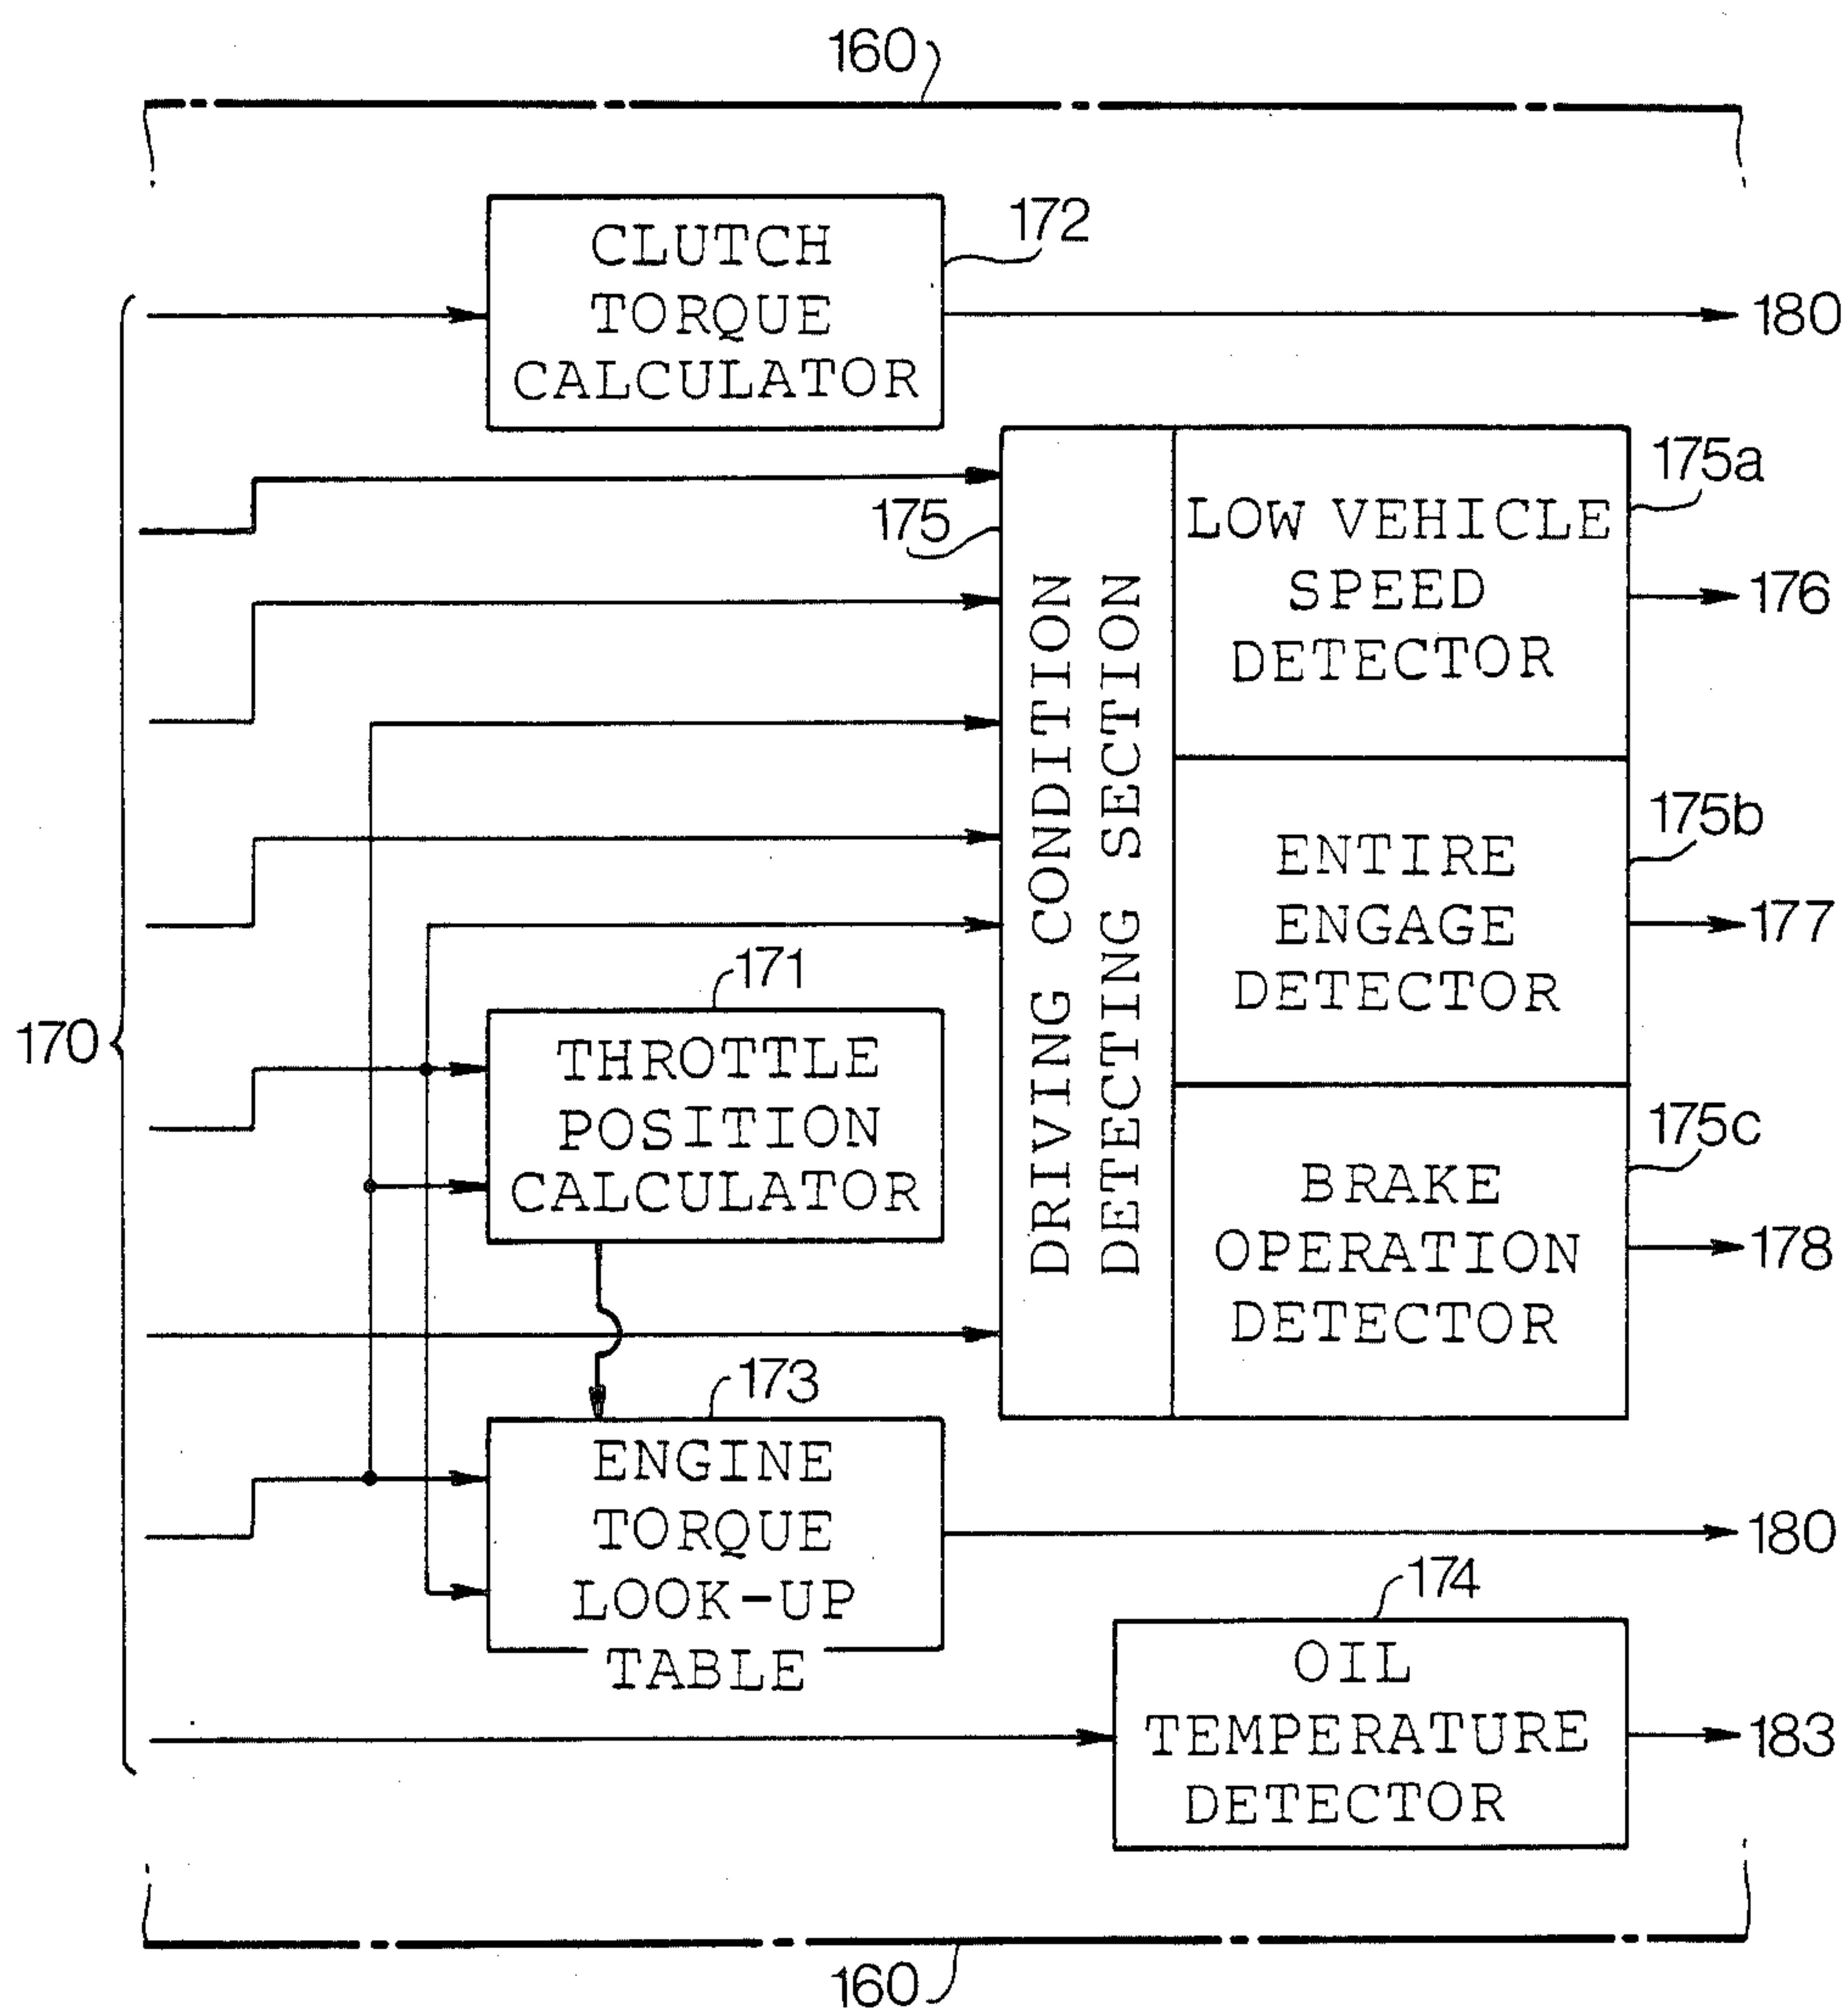 160
CLUTCH
TORQUE
CALCULATOR
172
180
175
DRIVING CONDITION
DETECTING SECTION
LOW VEHICLE
SPEED
DETECTOR
175a
176
ENTIRE
ENGAGE
DETECTOR
175b
177
BRAKE
OPERATION
DETECTOR
175c
178
170
171
THROTTLE
POSITION
CALCULATOR
173
ENGINE
TORQUE
LOOK-UP
TABLE
180
174
OIL
TEMPERATURE
DETECTOR
183
160